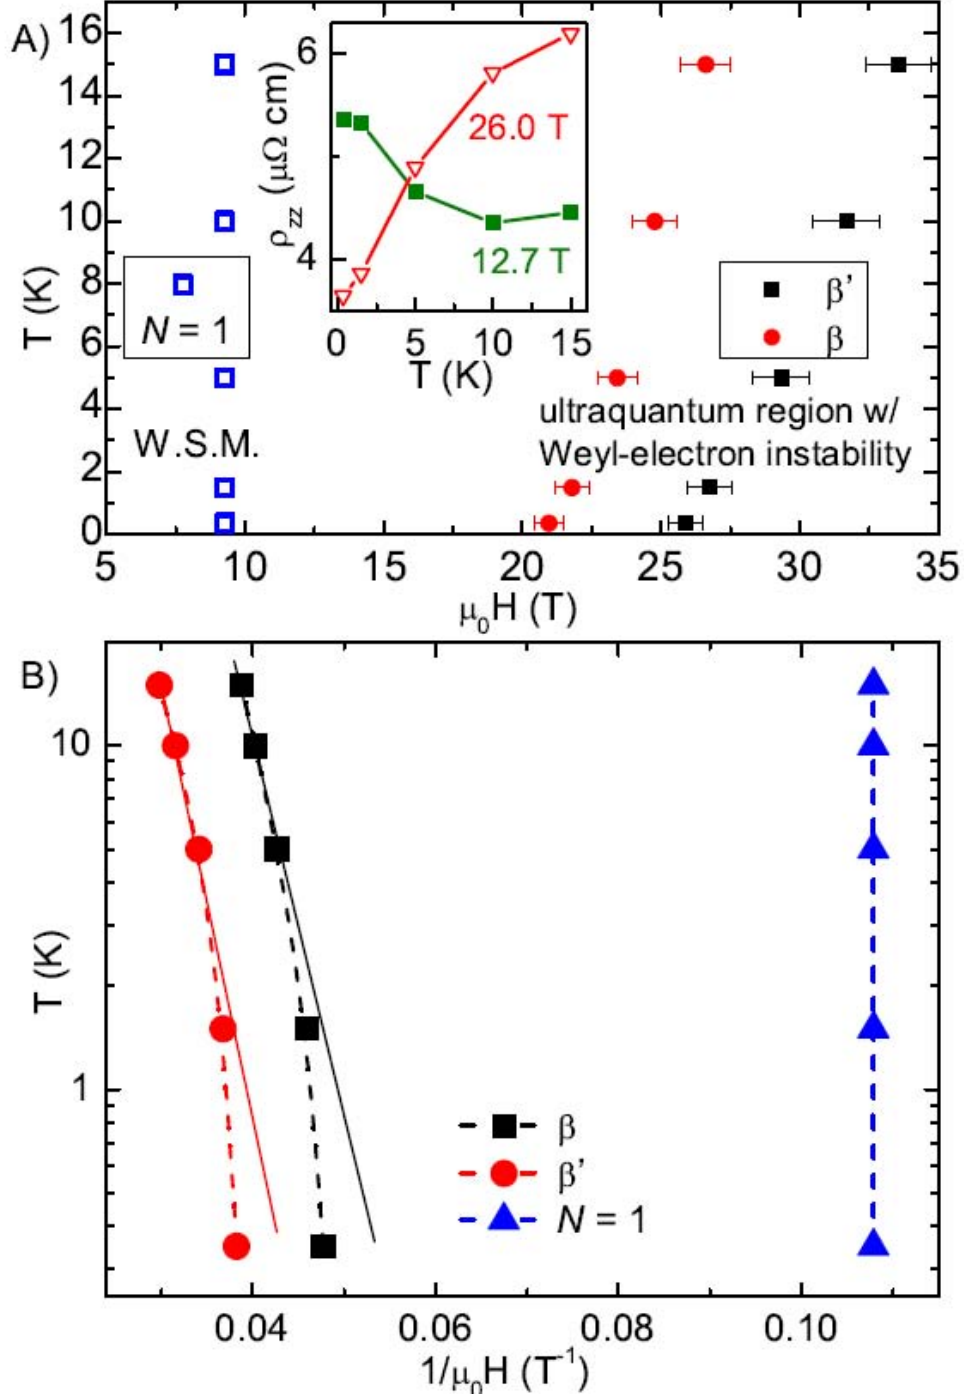 A)
16
14
12
10
8
6
4
2
0
T (K)
N = 1
W.S.M.
6
4
ρzz (μΩ cm)
26.0 T
12.7 T
0 5 10 15
T (K)
β’
β
ultraquantum region w/
Weyl-electron instability
5 10 15 20 25 30 35
μ₀H (T)
B)
10
1
T (K)
β
β’
N = 1
0.04 0.06 0.08 0.10
1/μ₀H (T⁻¹)